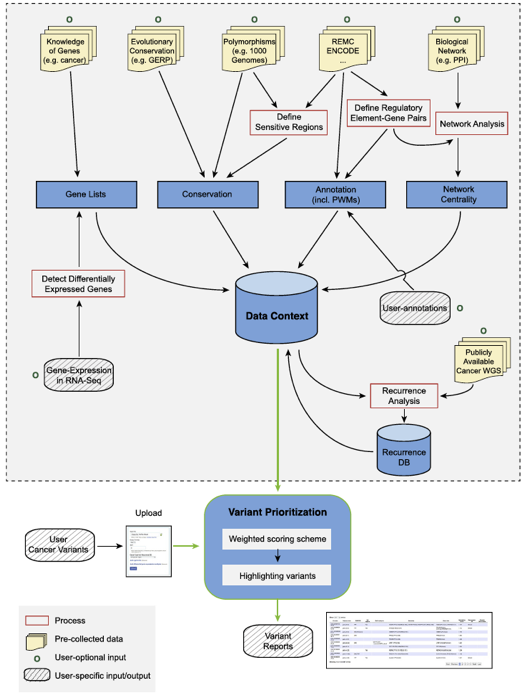 o
o
o
o
o
Knowledge
of Genes
(e.g. cancer)
Evolutionary
Conservation
(e.g. GERP)
Polymorphisms
(e.g. 1000
Genomes)
REMC
ENCODE
...
Biological
Network
(e.g. PPI)
Define
Sensitive Regions
Define Regulatory
Element-Gene Pairs
Network Analysis
Gene Lists
Conservation
Annotation
(incl. PWMs)
Network
Centrality
Detect Differentially
Expressed Genes
Data Context
User-annotations
o
o
Gene-Expression
in RNA-Seq
o
Publicly
Available
Cancer WGS
Recurrence
Analysis
Recurrence
DB
Upload
User
Cancer Variants
Variant Prioritization
Weighted scoring scheme
Highlighting variants
Variant
Reports
Process
Pre-collected data
o
User-optional input
User-specific input/output